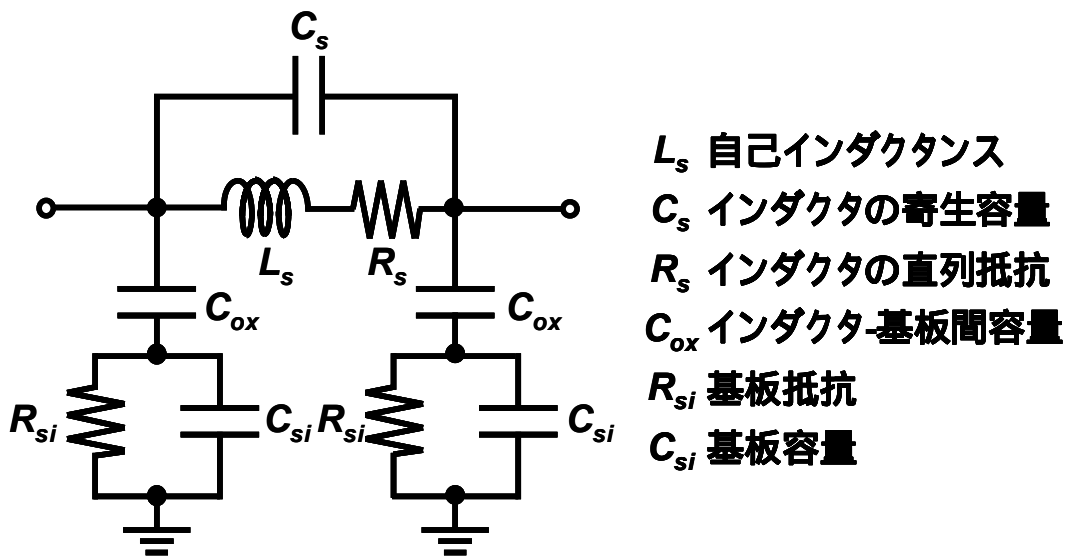 Cs
Ls
Rs
Cox
Cox
Rsi
Csi
Rsi
Csi
Ls 自己インダクタンス
Cs インダクタの寄生容量
Rs インダクタの直列抵抗
Cox インダクタ-基板間容量
Rsi 基板抵抗
Csi 基板容量